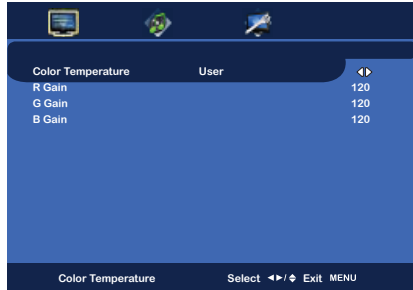 Color Temperature User
R Gain 120
G Gain 120
B Gain 120
Color Temperature Select ◄►/♦ Exit MENU